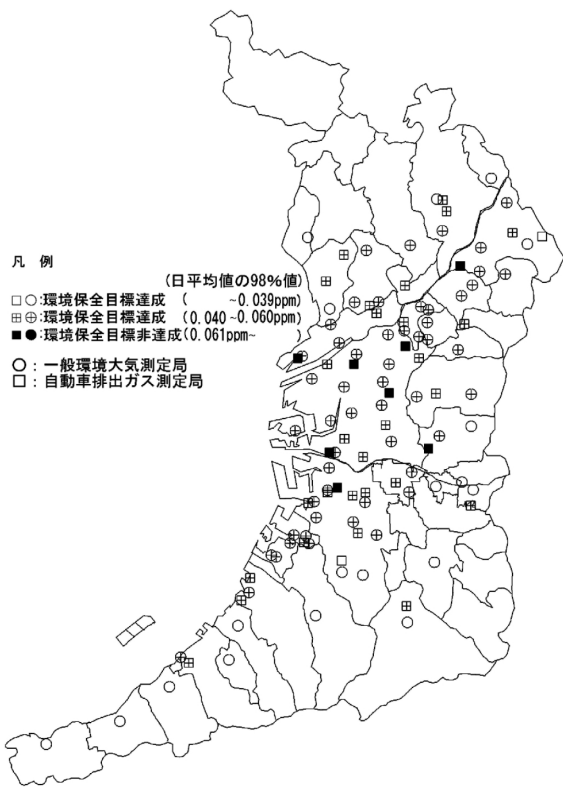 凡 例
(日平均値の98%値)
□○:環境保全目標達成 ( ~0.039ppm)
⊞⊕:環境保全目標達成 (0.040 ~0.060ppm)
■●:環境保全目標非達成 (0.061ppm~ )
○:一般環境大気測定局
□:自動車排出ガス測定局